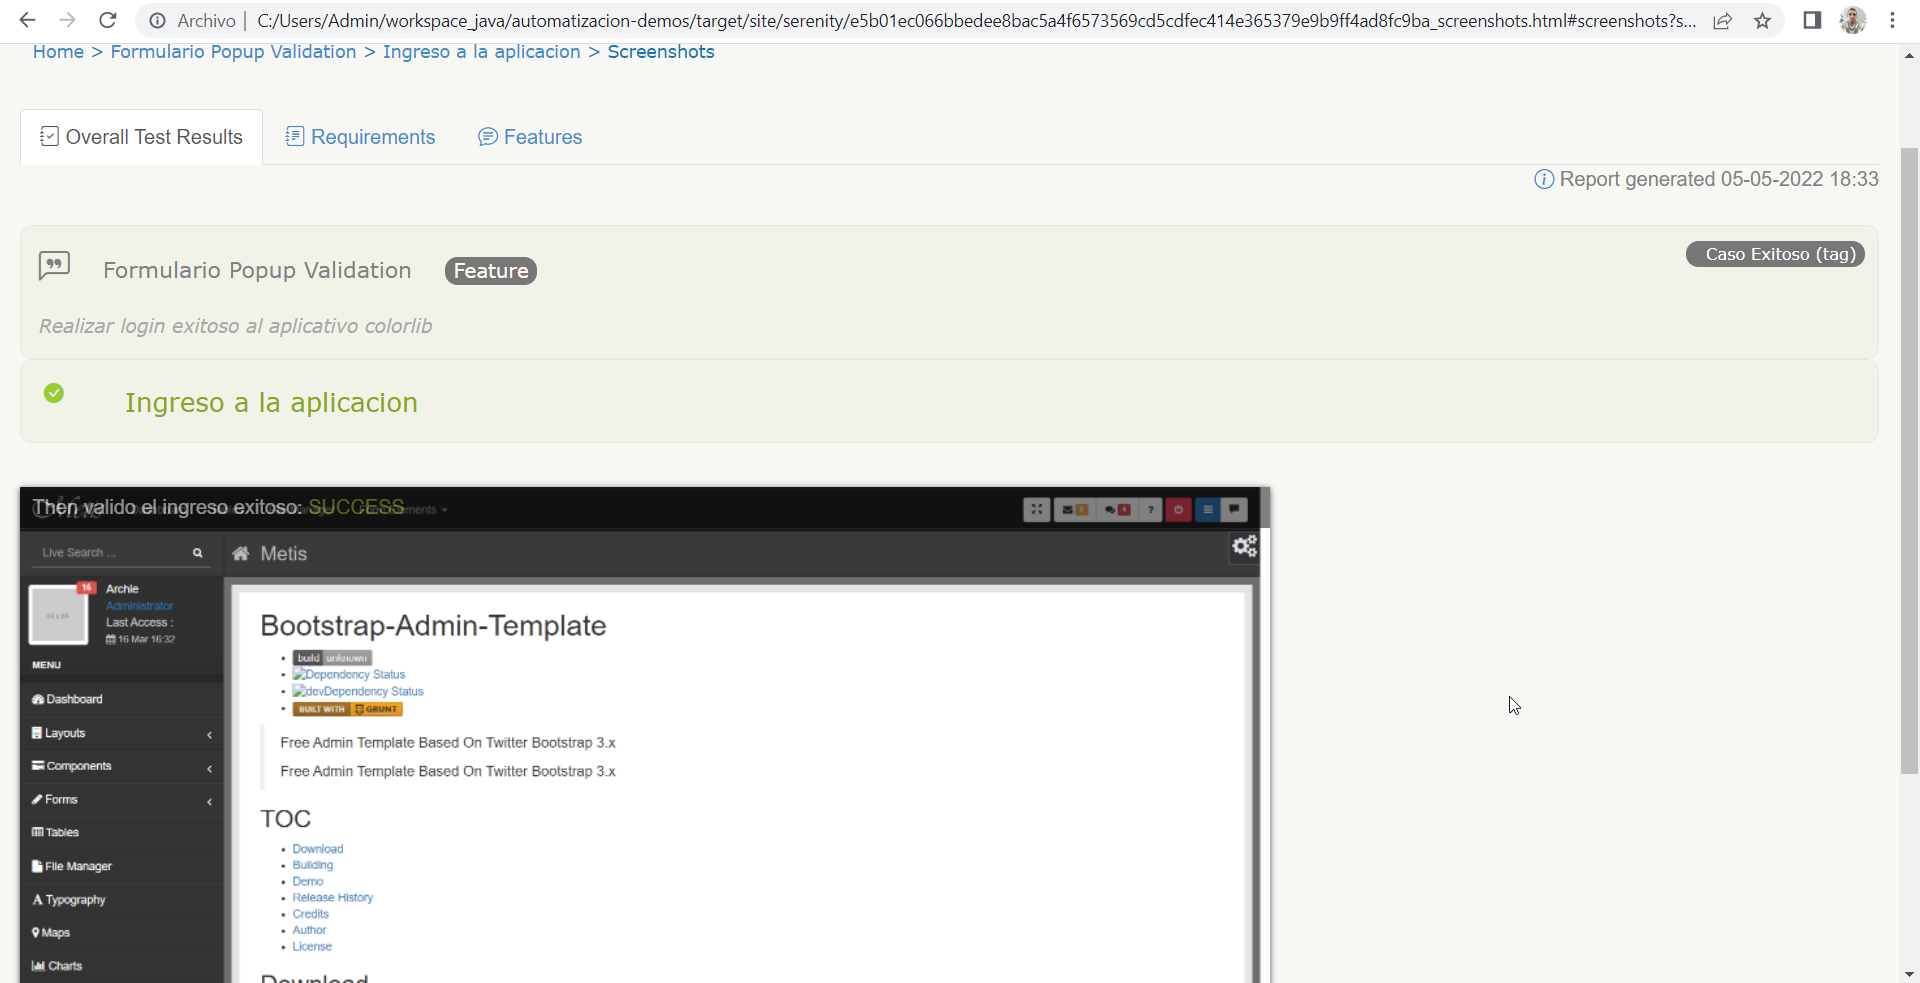 Archivo | C:/Users/Admin/workspace_java/automatizacion-demos/target/site/serenity/e5b01ec066bbedee8bac5a4f6573569cd5cdfec414e365379e9b9ff4ad8fc9ba_screenshots.html#screenshots?s...
Home > Formulario Popup Validation > Ingreso a la aplicacion > Screenshots
Overall Test Results Requirements Features
Report generated 05-05-2022 18:33
Formulario Popup Validation Feature
Caso Exitoso (tag)
Realizar login exitoso al aplicativo colorlib
Ingreso a la aplicacion
Then valido el ingreso exitoso: SUCCESS
Live Search ...
Metis
16
Archie
Administrator
Last Access :
16 Mar 16:32
64 x 64
MENU
Dashboard
Layouts
Components
Forms
Tables
File Manager
Typography
Maps
Charts
Bootstrap-Admin-Template
build unknown
Dependency Status
devDependency Status
BUILT WITH GRUNT
Free Admin Template Based On Twitter Bootstrap 3.x
Free Admin Template Based On Twitter Bootstrap 3.x
TOC
Download
Building
Demo
Release History
Credits
Author
License
Download